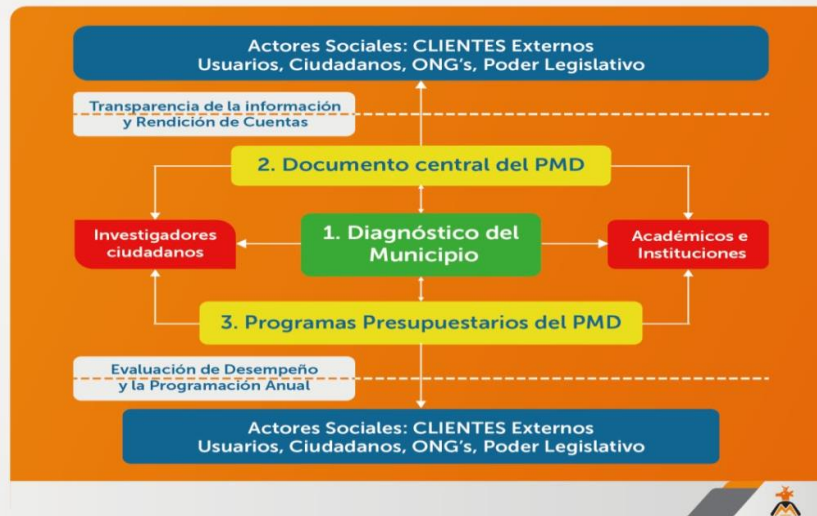 Actores Sociales: CLIENTES Externos
Usuarios, Ciudadanos, ONG's, Poder Legislativo
Transparencia de la información
y Rendición de Cuentas
2. Documento central del PMD
Investigadores
ciudadanos
1. Diagnóstico del
Municipio
Académicos e
Instituciones
3. Programas Presupuestarios del PMD
Evaluación de Desempeño
y la Programación Anual
Actores Sociales: CLIENTES Externos
Usuarios, Ciudadanos, ONG's, Poder Legislativo